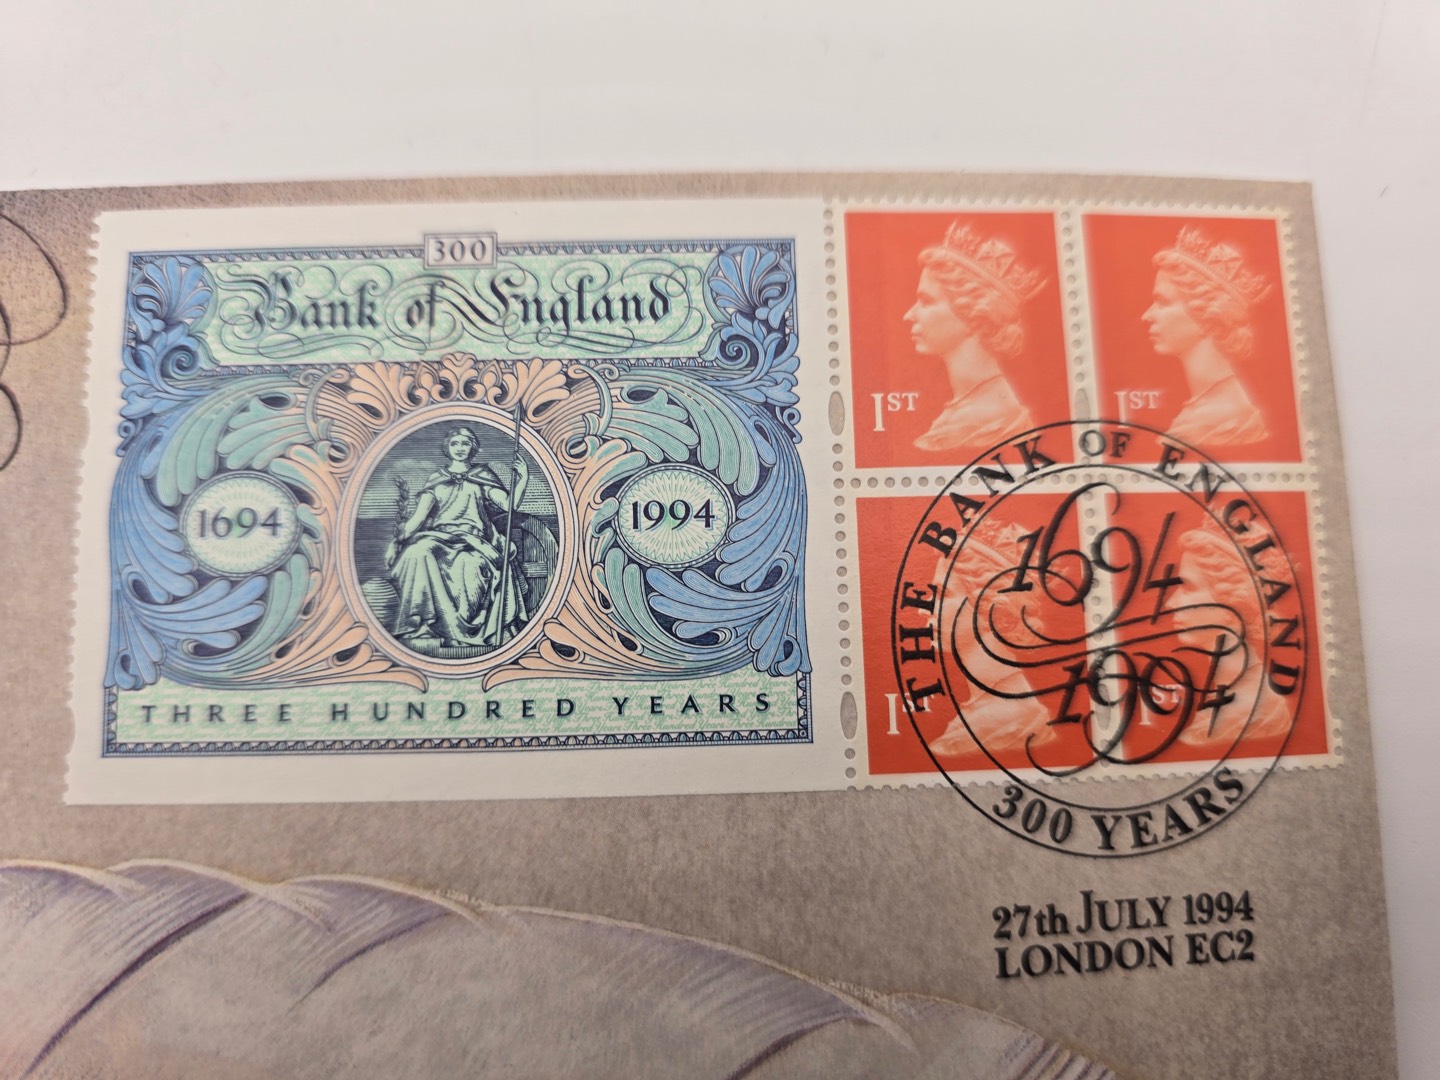 300
Bank of England
1694
1994
THREE HUNDRED YEARS
1ST
1ST
1ST
1ST
THE BANK OF ENGLAND
1694
1994
300 YEARS
27th JULY 1994
LONDON EC2